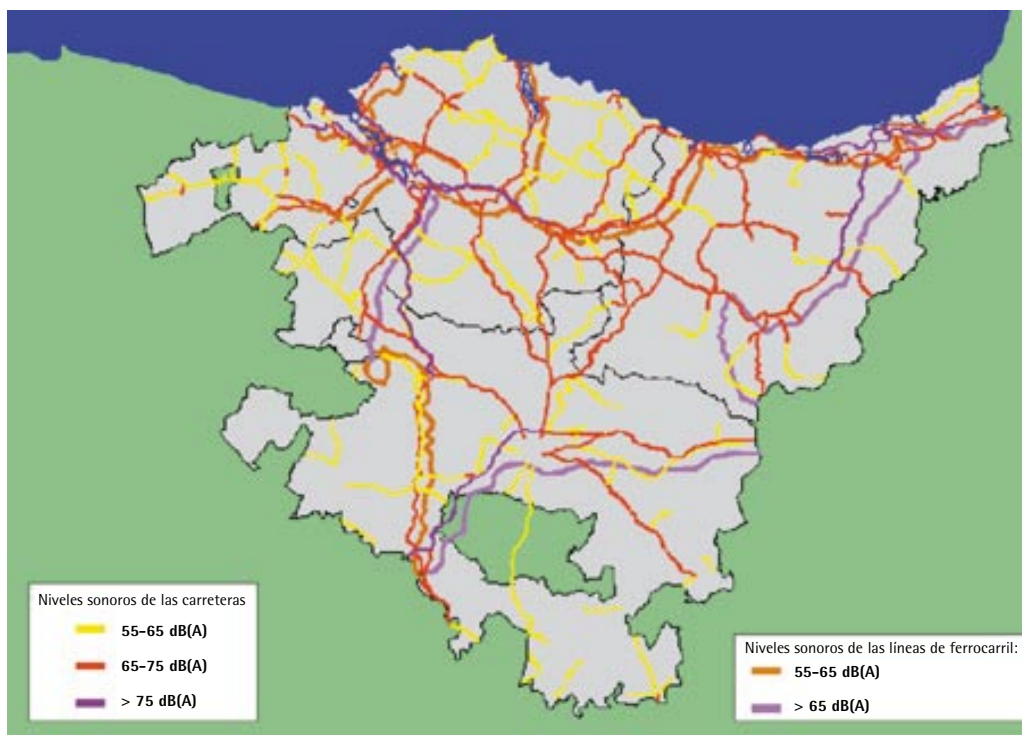 Niveles sonoros de las carreteras
55-65 dB(A)
65-75 dB(A)
> 75 dB(A)
Niveles sonoros de las líneas de ferrocarril:
55-65 dB(A)
> 65 dB(A)